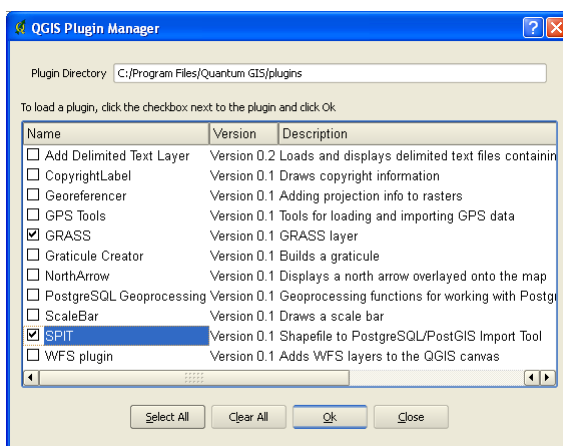 QGIS Plugin Manager
Plugin Directory C:/Program Files/Quantum GIS/plugins
To load a plugin, click the checkbox next to the plugin and click Ok
Name Version Description
Add Delimited Text Layer Version 0.2 Loads and displays delimited text files containin
CopyrightLabel Version 0.1 Draws copyright information
Georeferencer Version 0.1 Adding projection info to rasters
GPS Tools Version 0.1 Tools for loading and importing GPS data
GRASS Version 0.1 GRASS layer
Graticule Creator Version 0.1 Builds a graticule
NorthArrow Version 0.1 Displays a north arrow overlayed onto the map
PostgreSQL Geoprocessing Version 0.1 Geoprocessing functions for working with Postgr
ScaleBar Version 0.1 Draws a scale bar
SPIT Version 0.1 Shapefile to PostgreSQL/PostGIS Import Tool
WFS plugin Version 0.1 Adds WFS layers to the QGIS canvas
Select All Clear All Ok Close